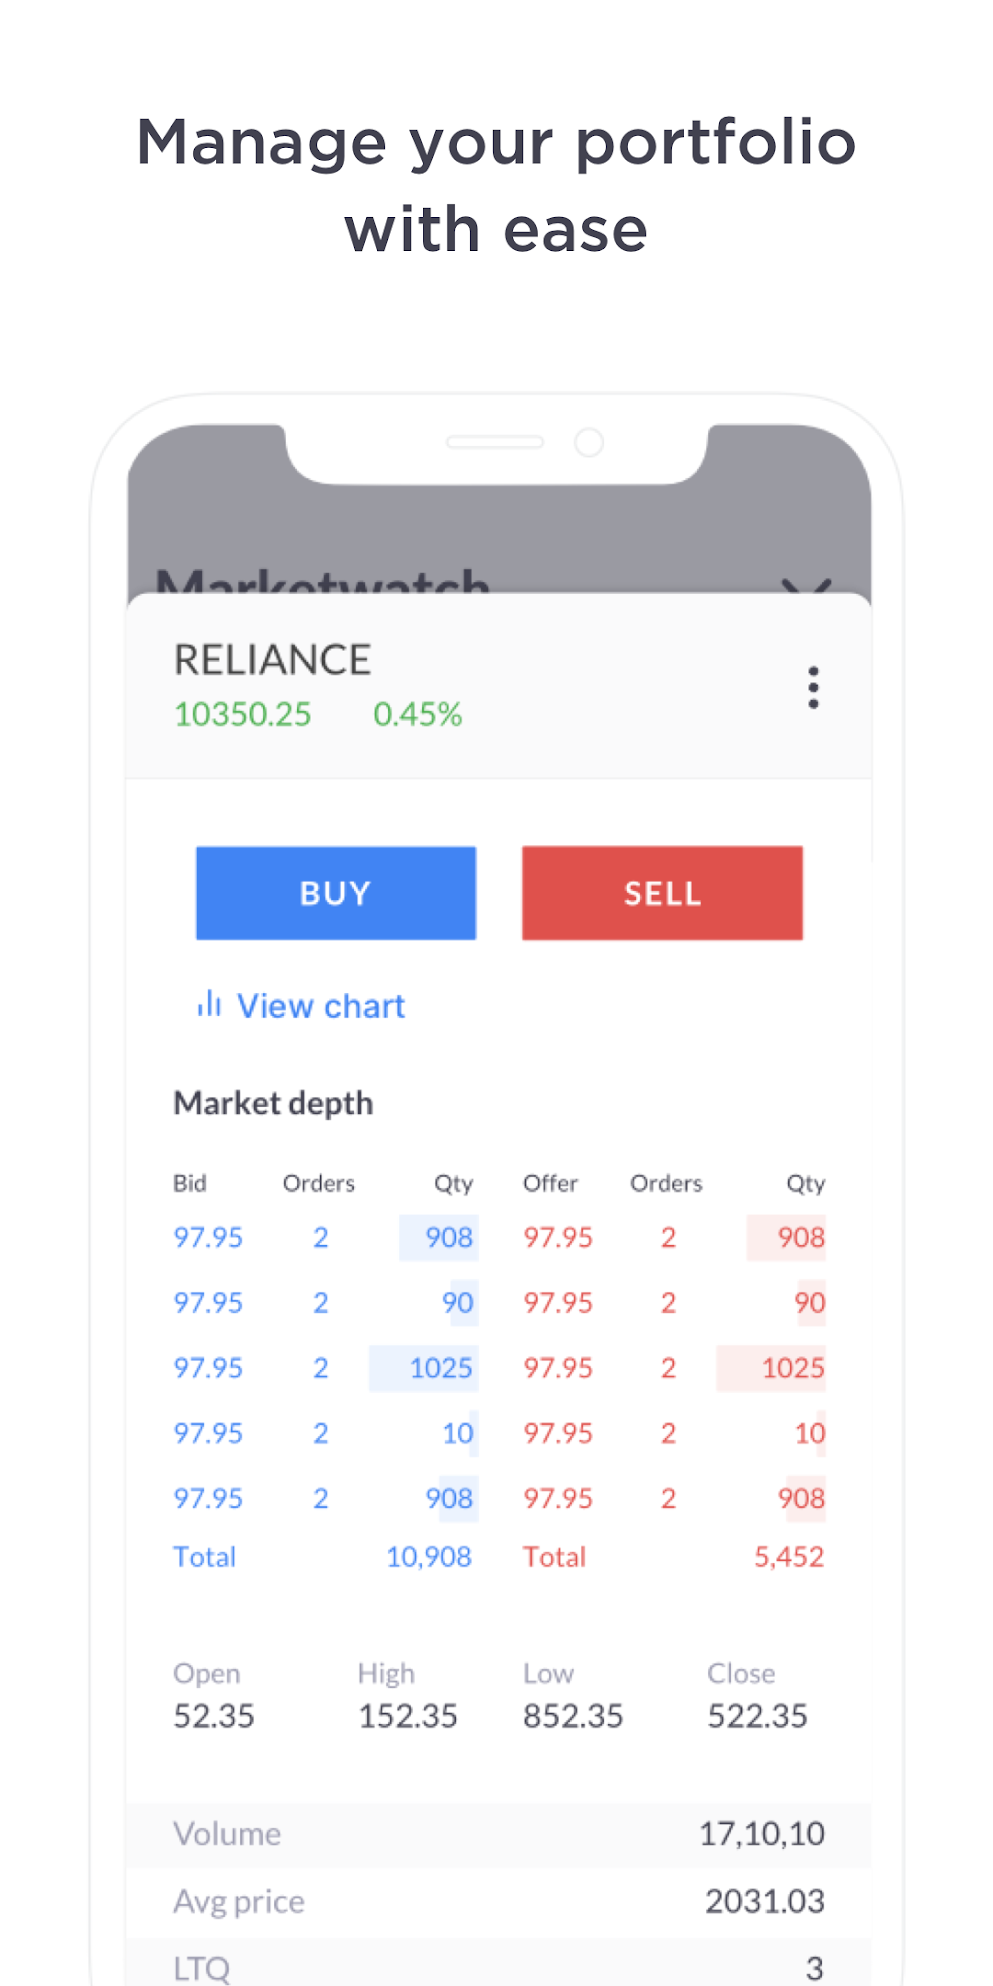 Manage your portfolio
with ease
Marketwatch
RELIANCE
10350.25 0.45%
BUY SELL
View chart
Market depth
Bid Orders Qty Offer Orders Qty
97.95 2 908 97.95 2 908
97.95 2 90 97.95 2 90
97.95 2 1025 97.95 2 1025
97.95 2 10 97.95 2 10
97.95 2 908 97.95 2 908
Total 10,908 Total 5,452
Open High Low Close
52.35 152.35 852.35 522.35
Volume 17,10,10
Avg price 2031.03
LTQ 3